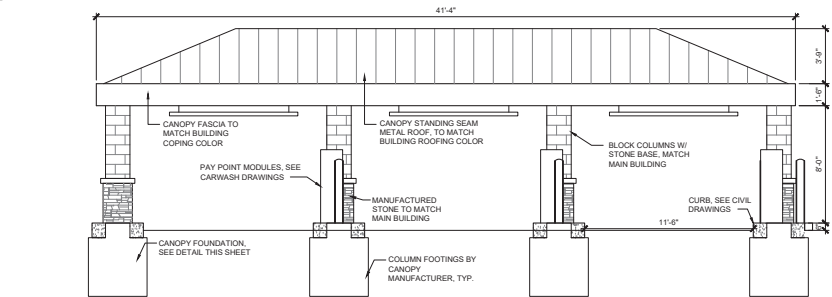 41'-4"
3'-9"
1'-6"
CANOPY FASCIA TO
MATCH BUILDING
COPING COLOR
CANOPY STANDING SEAM
METAL ROOF, TO MATCH
BUILDING ROOFING COLOR
BLOCK COLUMNS W/
STONE BASE, MATCH
MAIN BUILDING
8'-0"
PAY POINT MODULES, SEE
CARWASH DRAWINGS
MANUFACTURED
STONE TO MATCH
MAIN BUILDING
CURB, SEE CIVIL
DRAWINGS
11'-6"
6"
CANOPY FOUNDATION,
SEE DETAIL THIS SHEET
COLUMN FOOTINGS BY
CANOPY
MANUFACTURER, TYP.